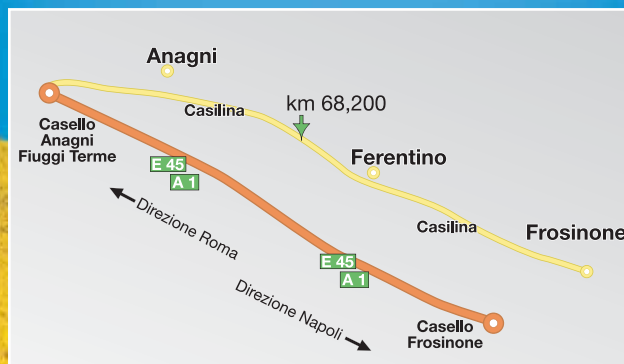 Anagni
km 68,200
Casilina
Casello
Anagni
Fiuggi Terme
Ferentino
E 45
A 1
Direzione Roma
Casilina
Frosinone
E 45
A 1
Direzione Napoli
Casello
Frosinone